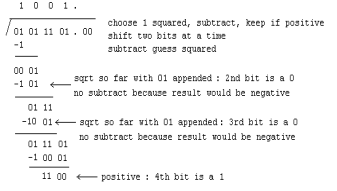 1 0 0 1 .
01 01 11 01 . 00
choose 1 squared, subtract, keep if positive
shift two bits at a time
-1
subtract guess squared
00 01
-1 01
sqrt so far with 01 appended : 2nd bit is a 0
no subtract because result would be negative
01 11
-10 01
sqrt so far with 01 appended: 3rd bit is a 0
no subtract because result would be negative
01 11 01
-1 00 01
11 00
positive : 4th bit is a 1